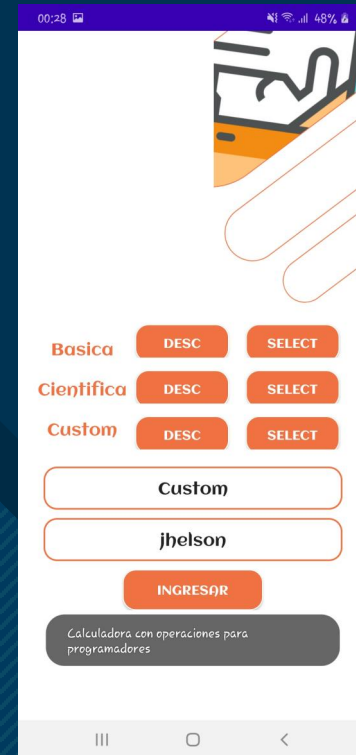 00:28 48%
Basica DESC SELECT
Cientifica DESC SELECT
Custom DESC SELECT
Custom
jhelson
INGRESAR
Calculadora con operaciones para
programadores